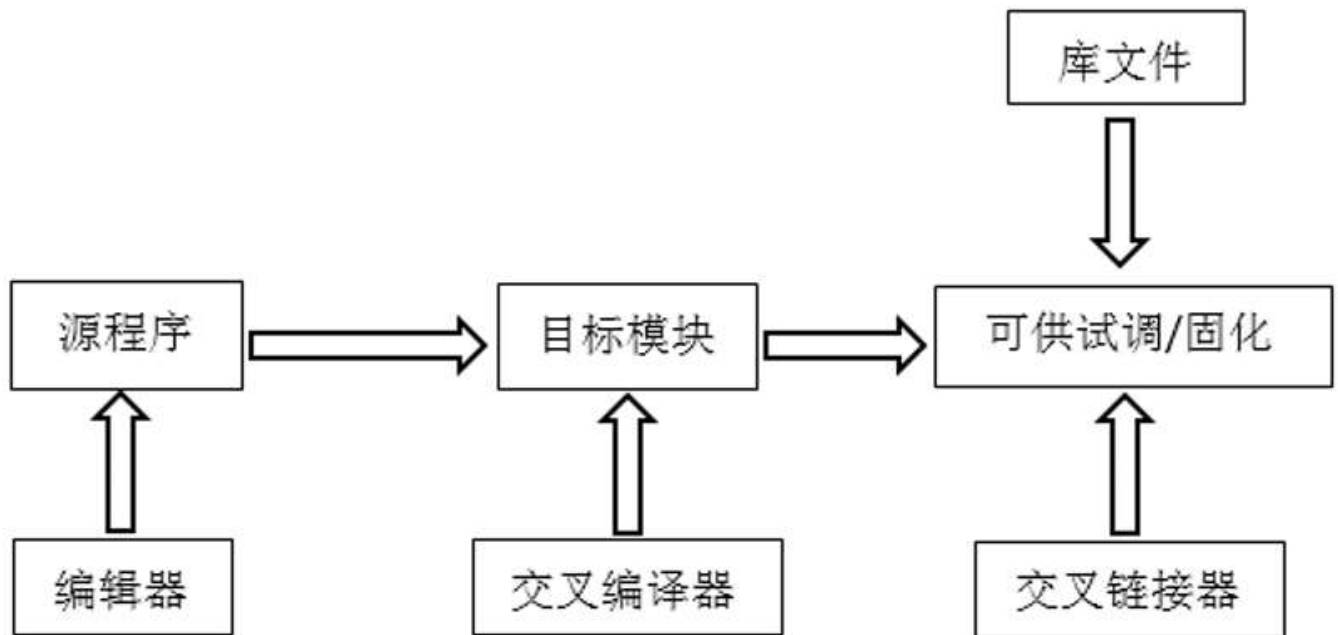 库文件
源程序
目标模块
可供试调/固化
编辑器
交叉编译器
交叉链接器